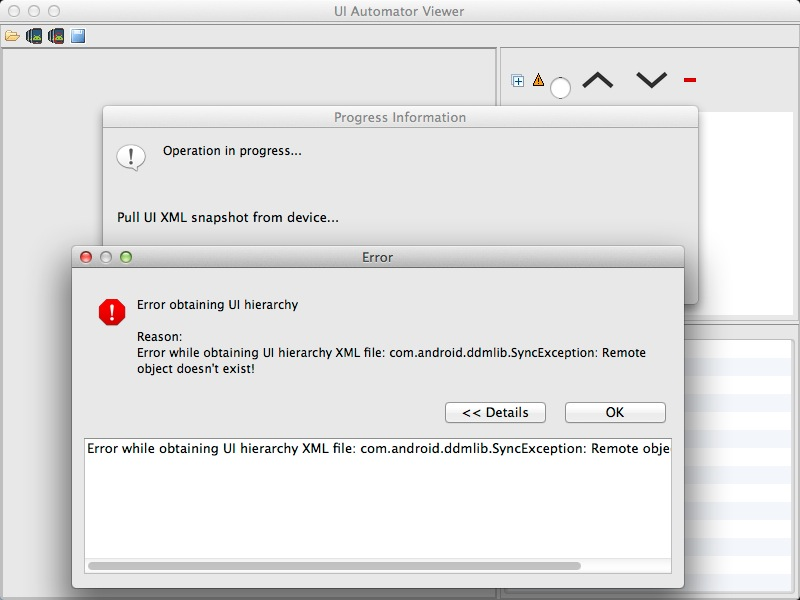 UI Automator Viewer
Progress Information
Operation in progress...
Pull UI XML snapshot from device...
Error
Error obtaining UI hierarchy
Reason:
Error while obtaining UI hierarchy XML file: com.android.ddmlib.SyncException: Remote
object doesn't exist!
<< Details
OK
Error while obtaining UI hierarchy XML file: com.android.ddmlib.SyncException: Remote obje